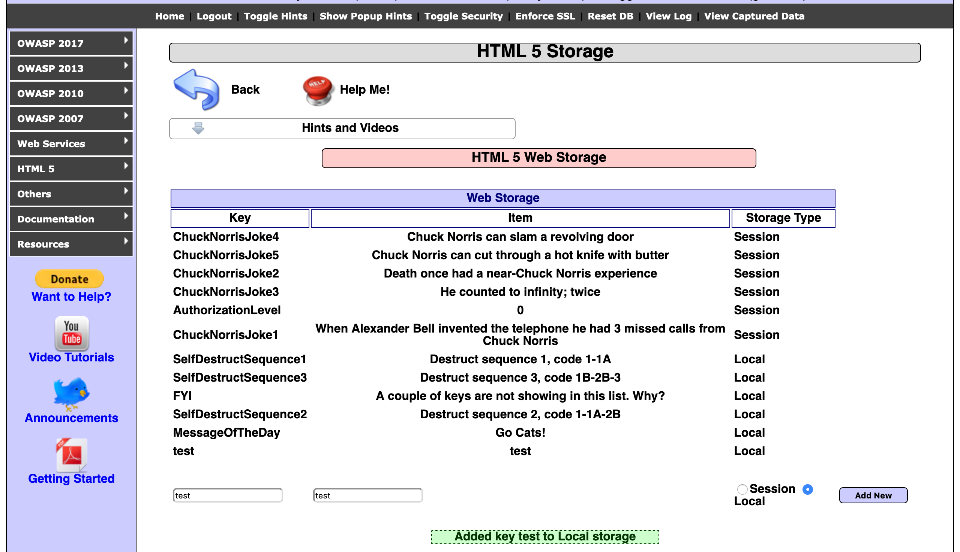 Home | Logout | Toggle Hints | Show Popup Hints | Toggle Security | Enforce SSL | Reset DB | View Log | View Captured Data
OWASP 2017
OWASP 2013
OWASP 2010
OWASP 2007
Web Services
HTML 5
Others
Documentation
Resources
Donate
Want to Help?
You Tube
Video Tutorials
Announcements
Getting Started
HTML 5 Storage
Back
HELP
Help Me!
Hints and Videos
HTML 5 Web Storage
Web Storage
Key Item Storage Type
ChuckNorrisJoke4 Chuck Norris can slam a revolving door Session
ChuckNorrisJoke5 Chuck Norris can cut through a hot knife with butter Session
ChuckNorrisJoke2 Death once had a near-Chuck Norris experience Session
ChuckNorrisJoke3 He counted to infinity; twice Session
AuthorizationLevel 0 Session
ChuckNorrisJoke1 When Alexander Bell invented the telephone he had 3 missed calls from
Chuck Norris Session
SelfDestructSequence1 Destruct sequence 1, code 1-1A Local
SelfDestructSequence3 Destruct sequence 3, code 1B-2B-3 Local
FYI A couple of keys are not showing in this list. Why? Local
SelfDestructSequence2 Destruct sequence 2, code 1-1A-2B Local
MessageOfTheDay Go Cats! Local
test test Local
test test Session
Local Add New
Added key test to Local storage